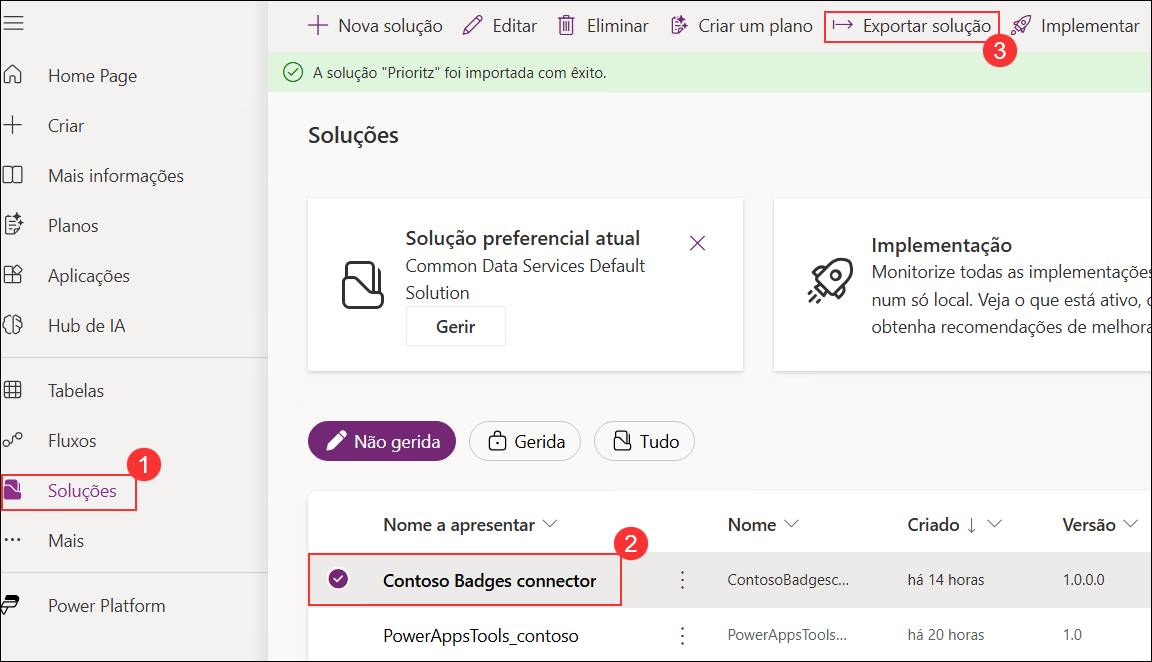 Nova solução Editar Eliminar Criar um plano Exportar solução Implementar
3
A solução "Prioritz" foi importada com êxito.
Home Page
Criar
Mais informações
Planos
Aplicações
Hub de IA
Tabelas
Fluxos
1
Soluções
Mais
Power Platform
Soluções
Solução preferencial atual
Common Data Services Default
Solution
Gerir
Implementação
Monitorize todas as implementações
num só local. Veja o que está ativo,
obtenha recomendações de melhora
Não gerida Gerida Tudo
Nome a apresentar Nome Criado Versão
2
Contoso Badges connector ContosoBadgesc... há 14 horas 1.0.0.0
PowerAppsTools_contoso PowerAppsTools... há 20 horas 1.0